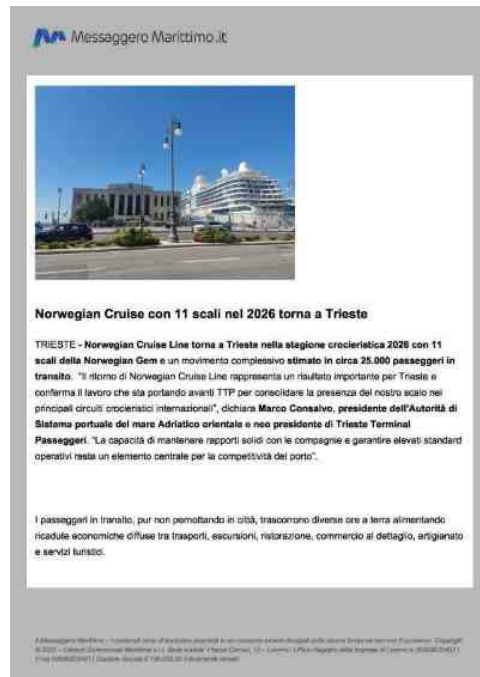 Messaggero Marittimo.it
Norwegian Cruise con 11 scali nel 2026 torna a Trieste
TRIESTE - Norwegian Cruise Line torna a Trieste nella stagione crocieristica 2026 con 11
scali della Norwegian Gem e un movimento complessivo stimato in circa 25.000 passeggeri in
transito. "Il ritorno di Norwegian Cruise Line rappresenta un risultato importante per Trieste e
conferma il lavoro che sta portando avanti TTP per consolidare la presenza del nostro scalo nei
principali circuiti crocieristici internazionali", dichiara Marco Consalvo, presidente dell'Autorità di
Sistema portuale del mare Adriatico orientale e neo presidente di Trieste Terminal
Passeggeri. "La capacità di mantenere rapporti solidi con le compagnie e garantire elevati standard
operativi resta un elemento centrale per la competitività del porto".
I passeggeri in transito, pur non pernottando in città, trascorrono diverse ore a terra alimentando
ricadute economiche diffuse tra trasporti, escursioni, ristorazione, commercio al dettaglio, artigianato
e servizi turistici.